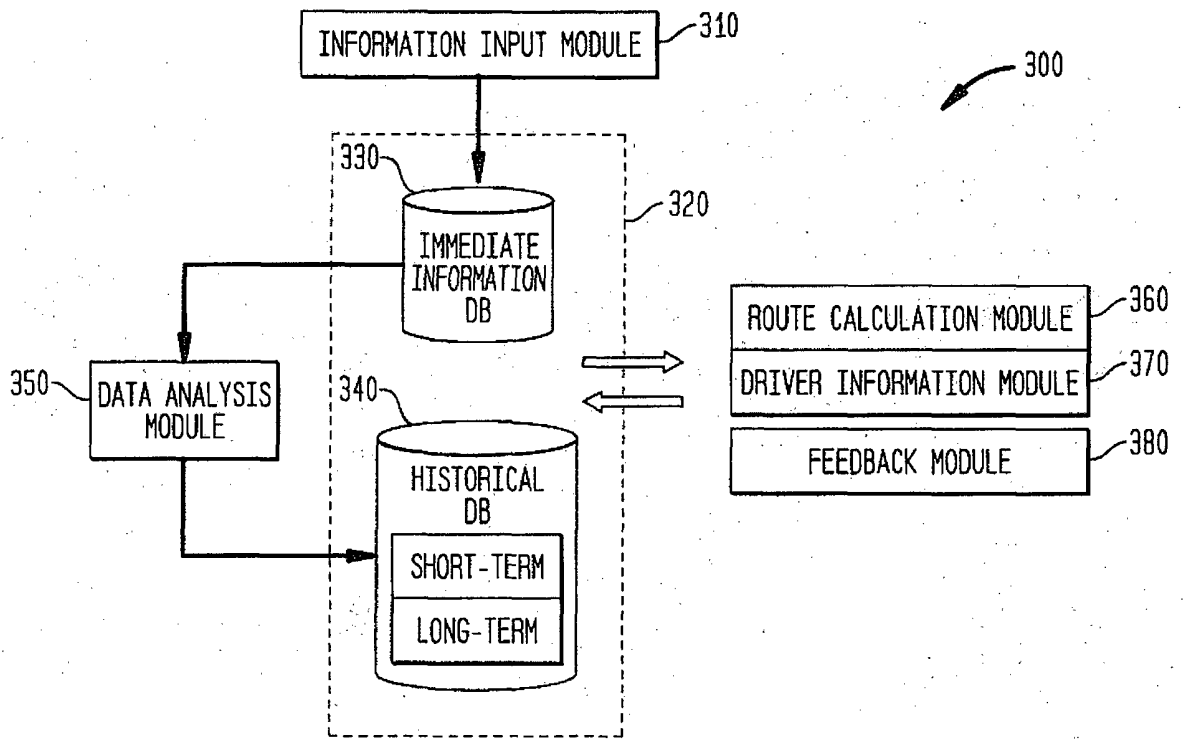 INFORMATION INPUT MODULE
310
300
330
320
IMMEDIATE
INFORMATION
DB
ROUTE CALCULATION MODULE
360
350
DATA ANALYSIS
MODULE
340
DRIVER INFORMATION MODULE
370
HISTORICAL
DB
FEEDBACK MODULE
380
SHORT-TERM
LONG-TERM